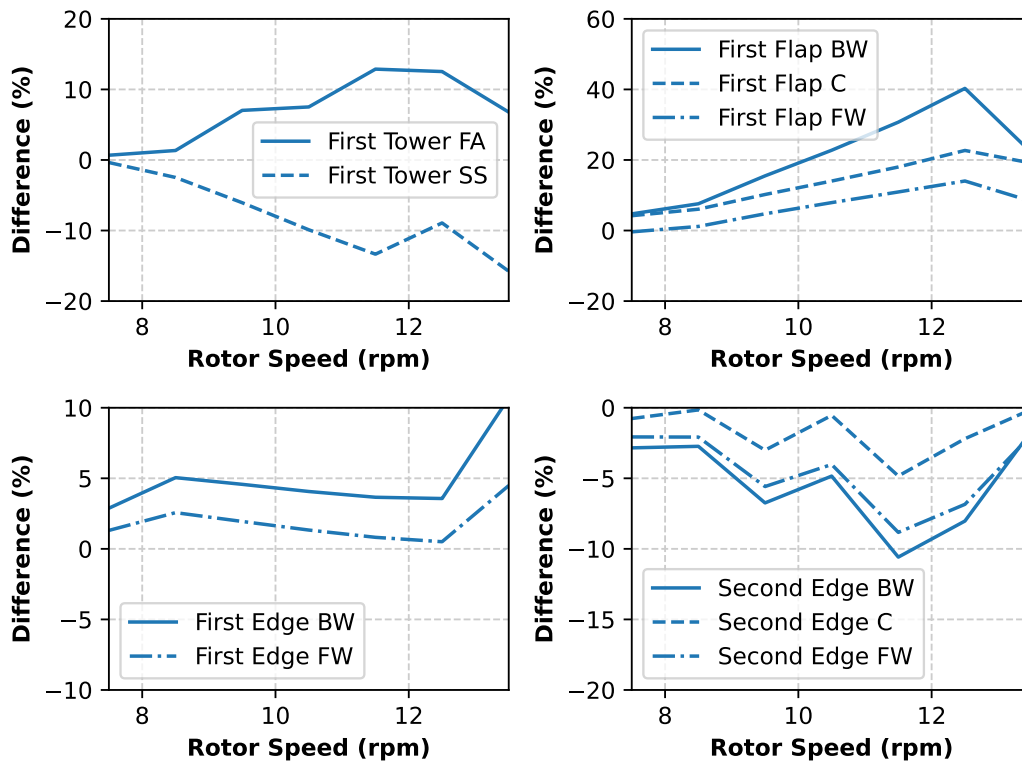 20
10
0
−10
−20
Difference (%)
First Tower FA
First Tower SS
8
10
12
Rotor Speed (rpm)
60
40
20
0
−20
Difference (%)
First Flap BW
First Flap C
First Flap FW
8
10
12
Rotor Speed (rpm)
10
5
0
−5
−10
Difference (%)
First Edge BW
First Edge FW
8
10
12
Rotor Speed (rpm)
0
−5
−10
−15
−20
Difference (%)
Second Edge BW
Second Edge C
Second Edge FW
8
10
12
Rotor Speed (rpm)